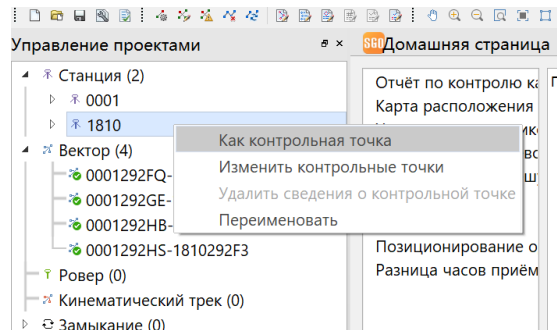 Управление проектами
SGO Домашняя страница
Станция (2)
0001
1810
Вектор (4)
0001292FQ-
0001292GE-
0001292HB-
0001292HS-1810292F3
Ровер (0)
Кинематический трек (0)
Замыкание (0)
Как контрольная точка
Изменить контрольные точки
Удалить сведения о контрольной точке
Переименовать
Отчёт по контролю ка
Карта расположения
Позиционирование о
Разница часов приём